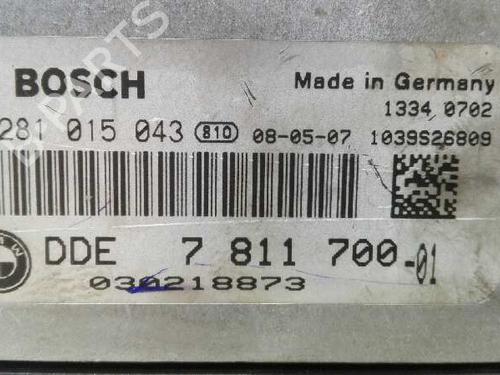 BOSCH
Made in Germany
1334 0702
281 015 043 810 08-05-07 1039S26809
DDE 7 811 700-01
030218873